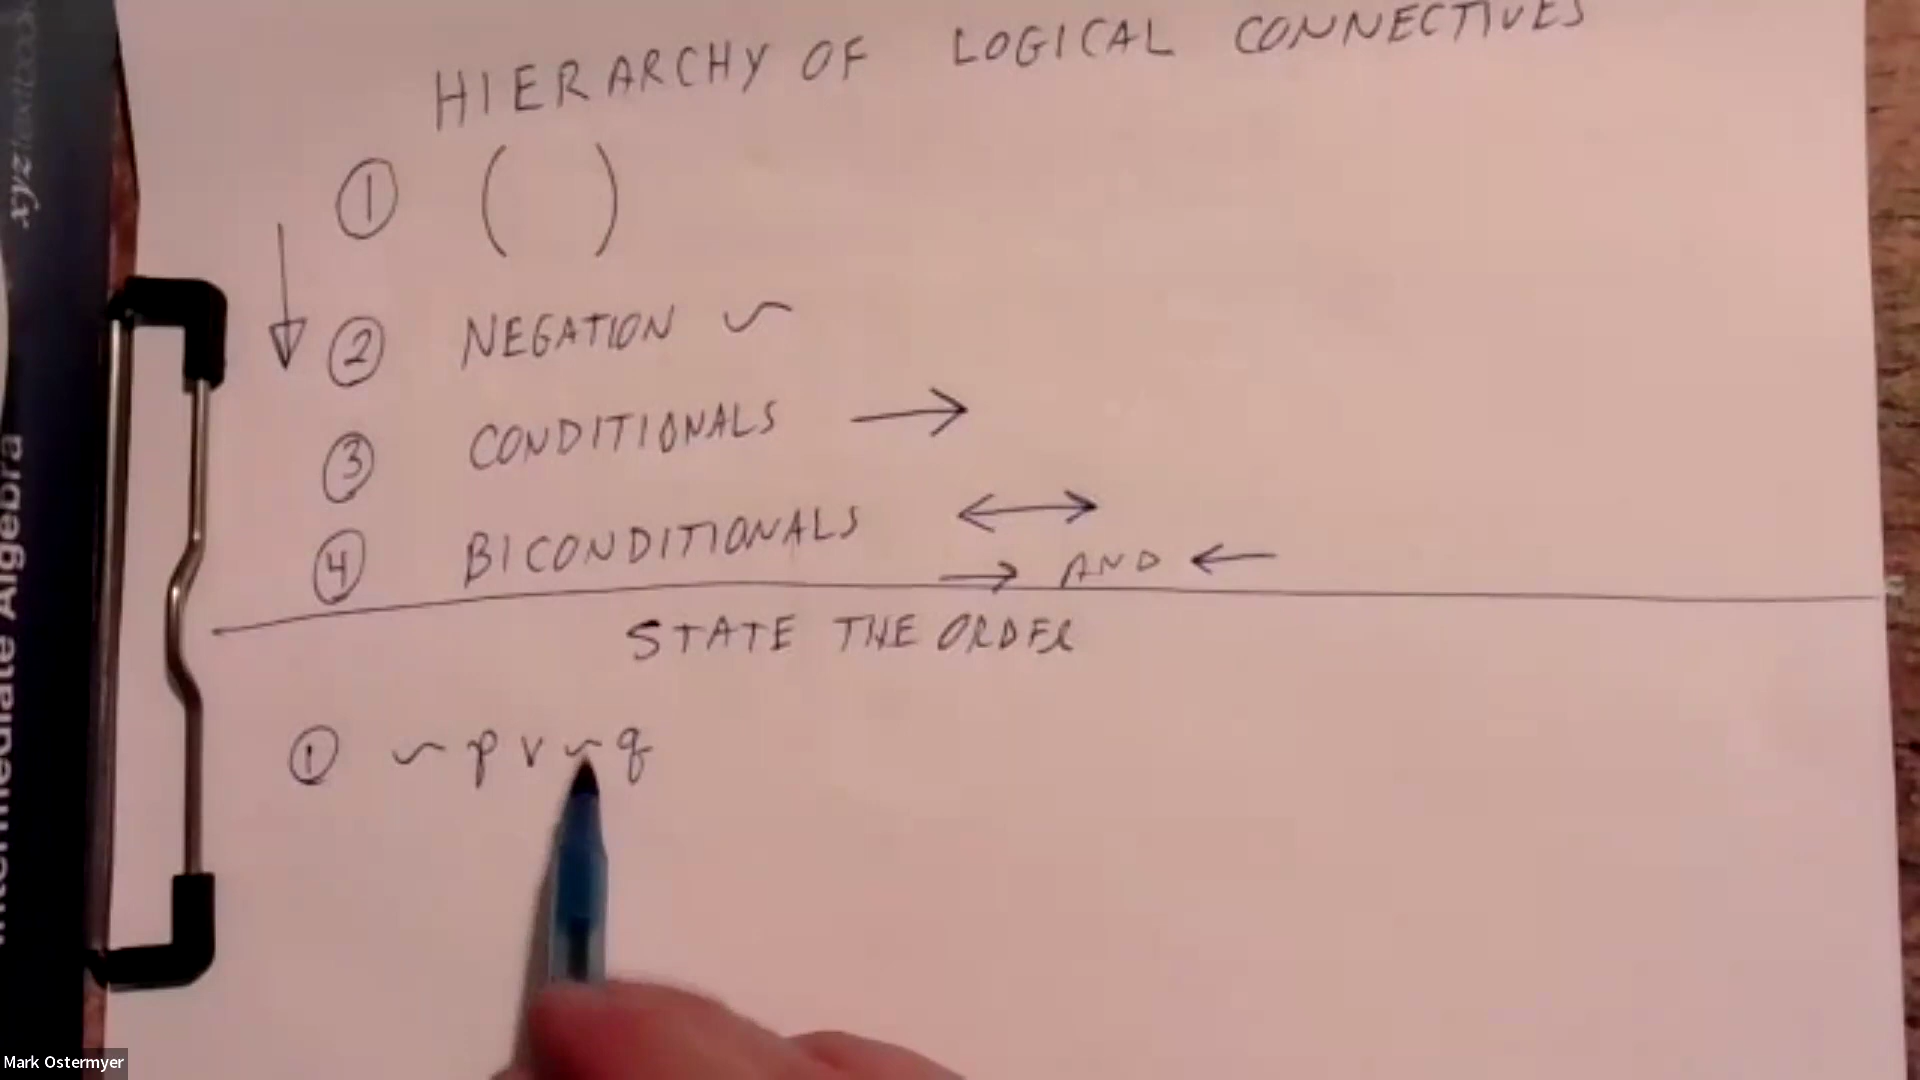 HIERARCHY OF LOGICAL CONNECTIVES
① ( )
② NEGATION ~
③ CONDITIONALS →
④ BICONDITIONALS ↔
→ AND ←
STATE THE ORDER
① ~p v ~q
xyztextbook
Intermediate Algebra
Mark Ostermyer